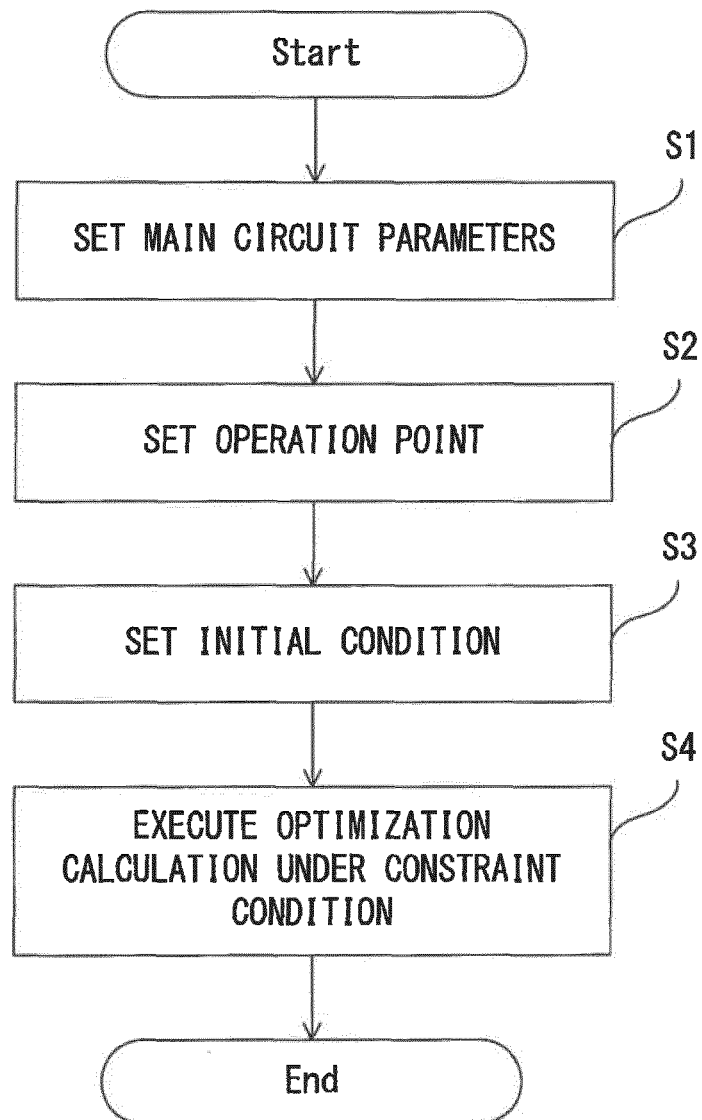 Start
S1
SET MAIN CIRCUIT PARAMETERS
S2
SET OPERATION POINT
S3
SET INITIAL CONDITION
S4
EXECUTE OPTIMIZATION
CALCULATION UNDER CONSTRAINT
CONDITION
End